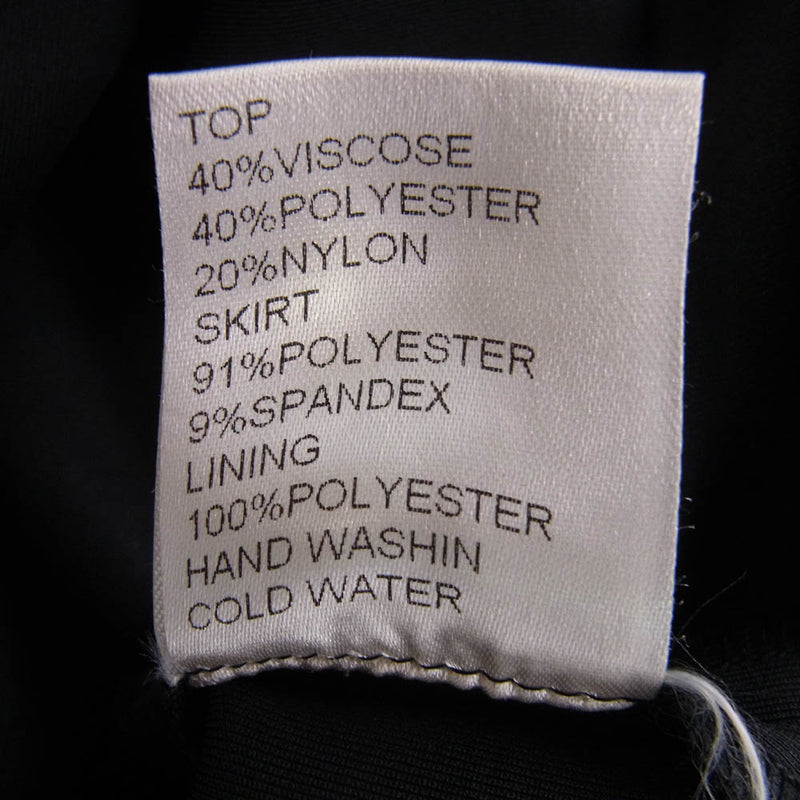 TOP
40%VISCOSE
40%POLYESTER
20%NYLON
SKIRT
91%POLYESTER
9%SPANDEX
LINING
100%POLYESTER
HAND WASHIN
COLD WATER